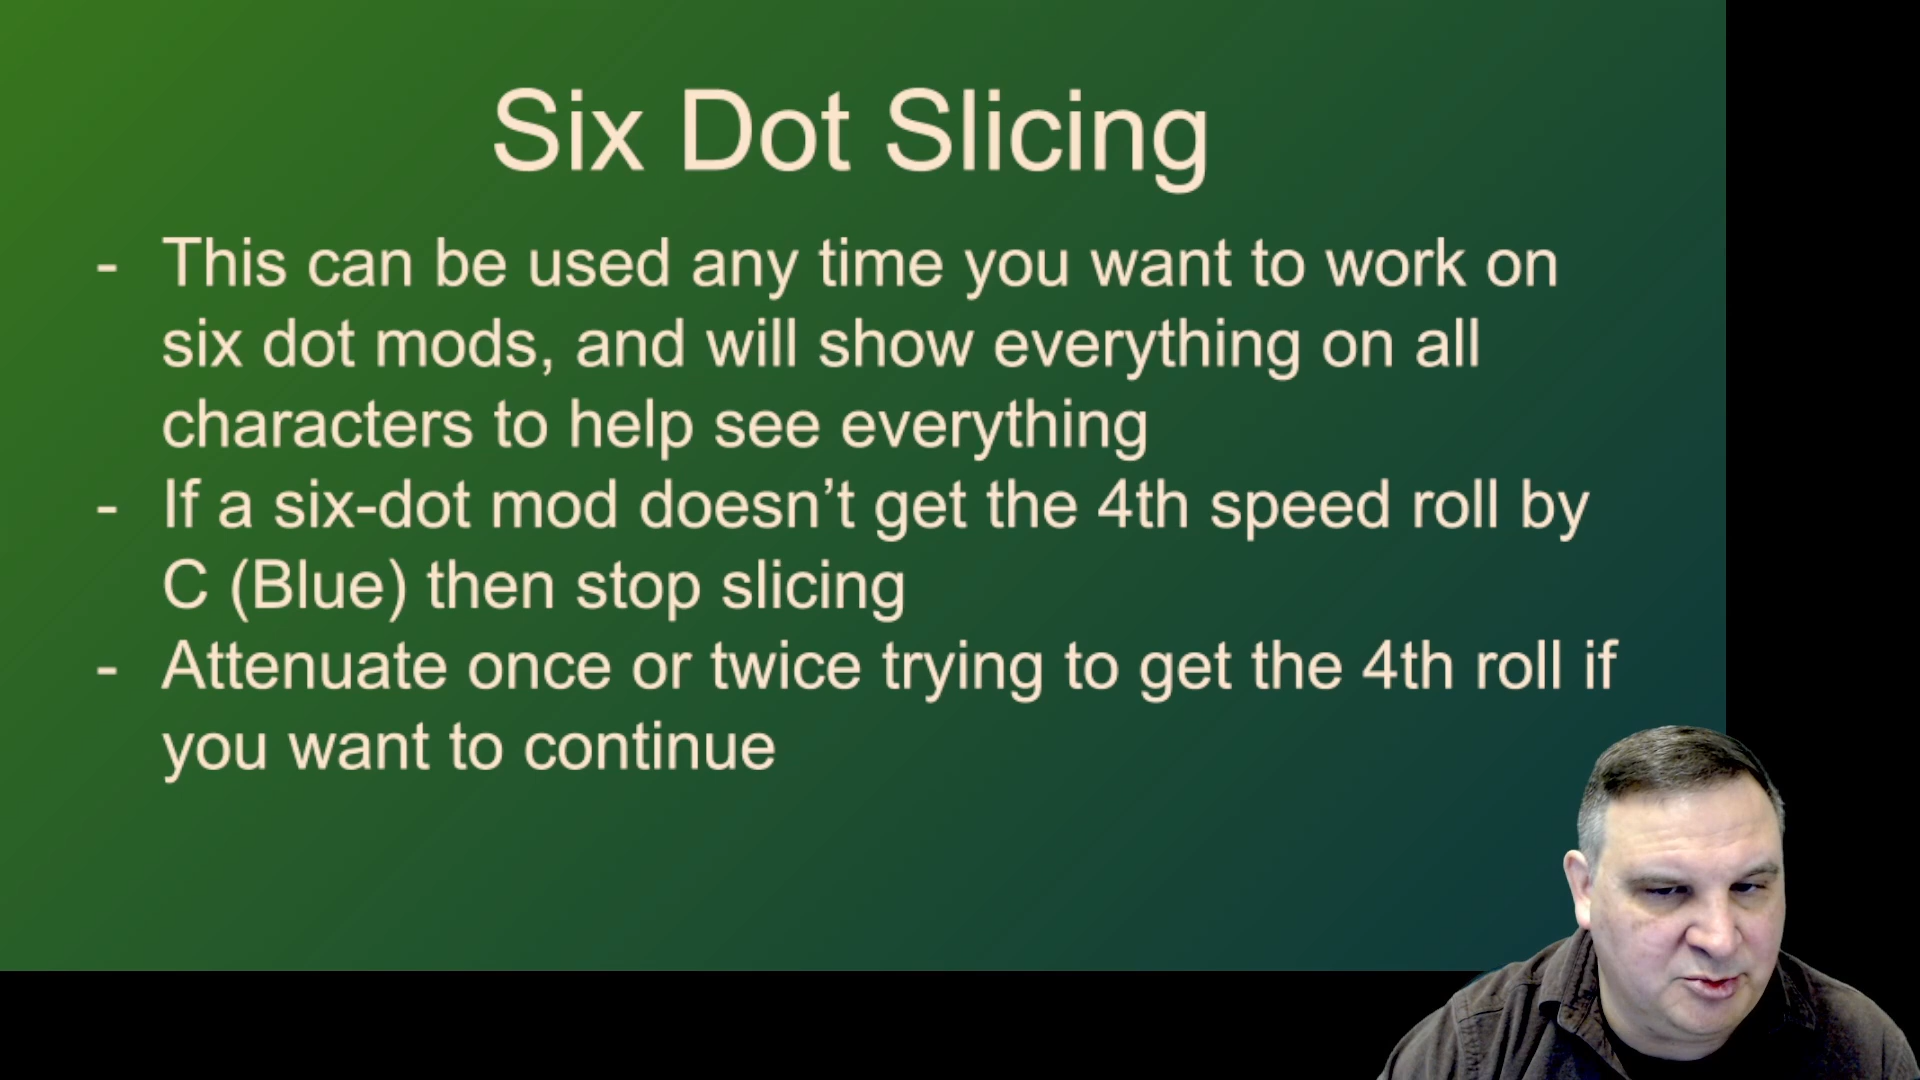 Six Dot Slicing
- This can be used any time you want to work on
six dot mods, and will show everything on all
characters to help see everything
- If a six-dot mod doesn’t get the 4th speed roll by
C (Blue) then stop slicing
- Attenuate once or twice trying to get the 4th roll if
you want to continue